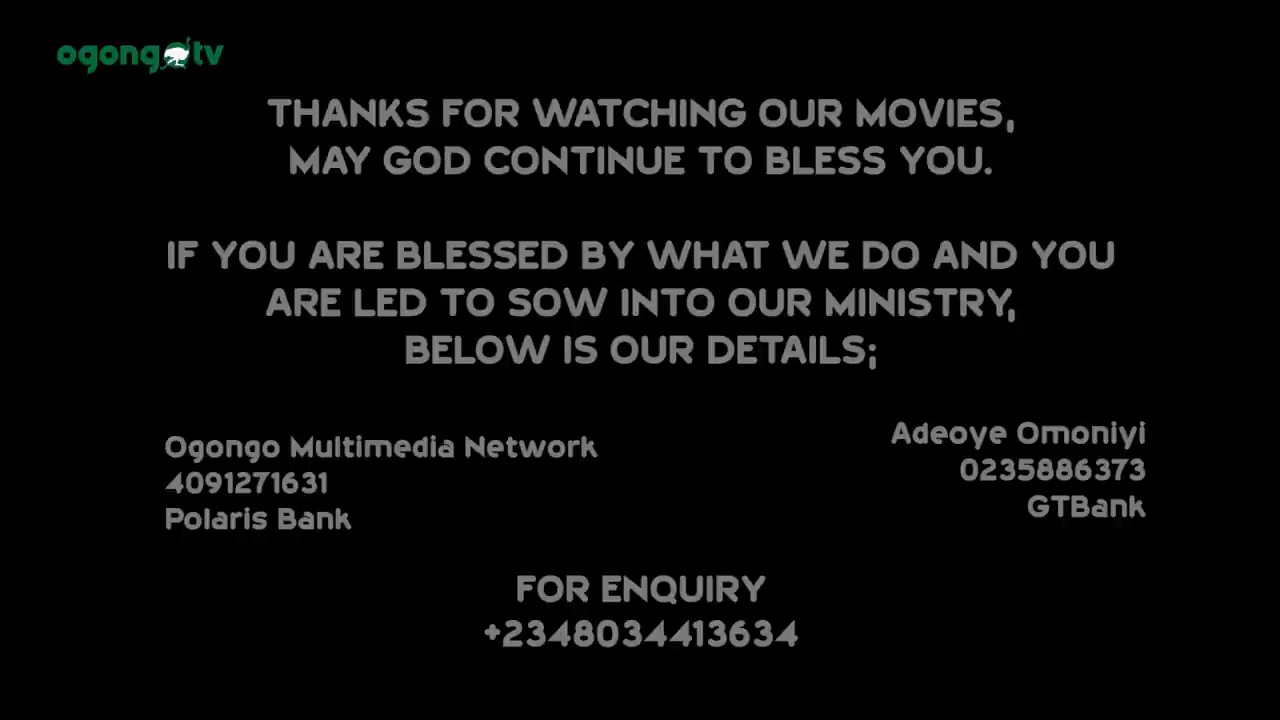 ogongo tv
THANKS FOR WATCHING OUR MOVIES,
MAY GOD CONTINUE TO BLESS YOU.
IF YOU ARE BLESSED BY WHAT WE DO AND YOU
ARE LED TO SOW INTO OUR MINISTRY,
BELOW IS OUR DETAILS;
Ogongo Multimedia Network
4091271631
Polaris Bank
Adeoye Omoniyi
0235886373
GTBank
FOR ENQUIRY
+2348034413634